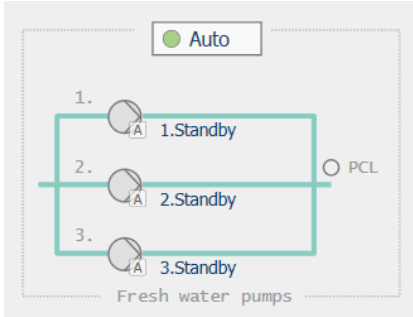 Auto
1.
A
1.Standby
2.
PCL
A
2.Standby
3.
A
3.Standby
Fresh water pumps